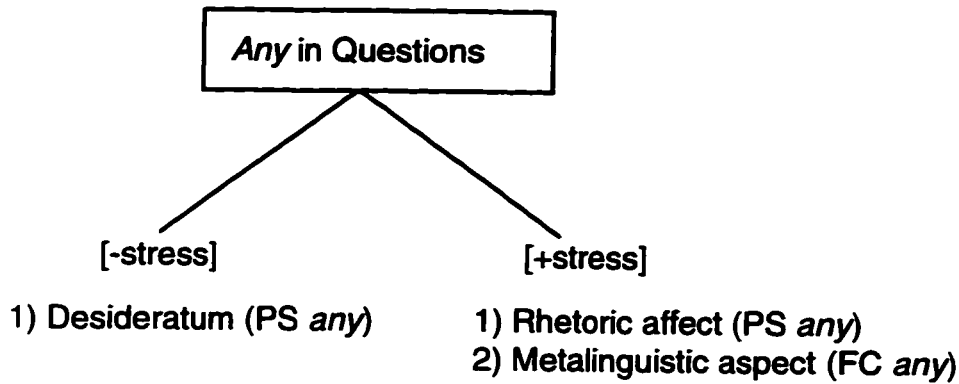 Any in Questions
[-stress]
[+stress]
1) Desideratum (PS any)
1) Rhetoric affect (PS any)
2) Metalinguistic aspect (FC any)